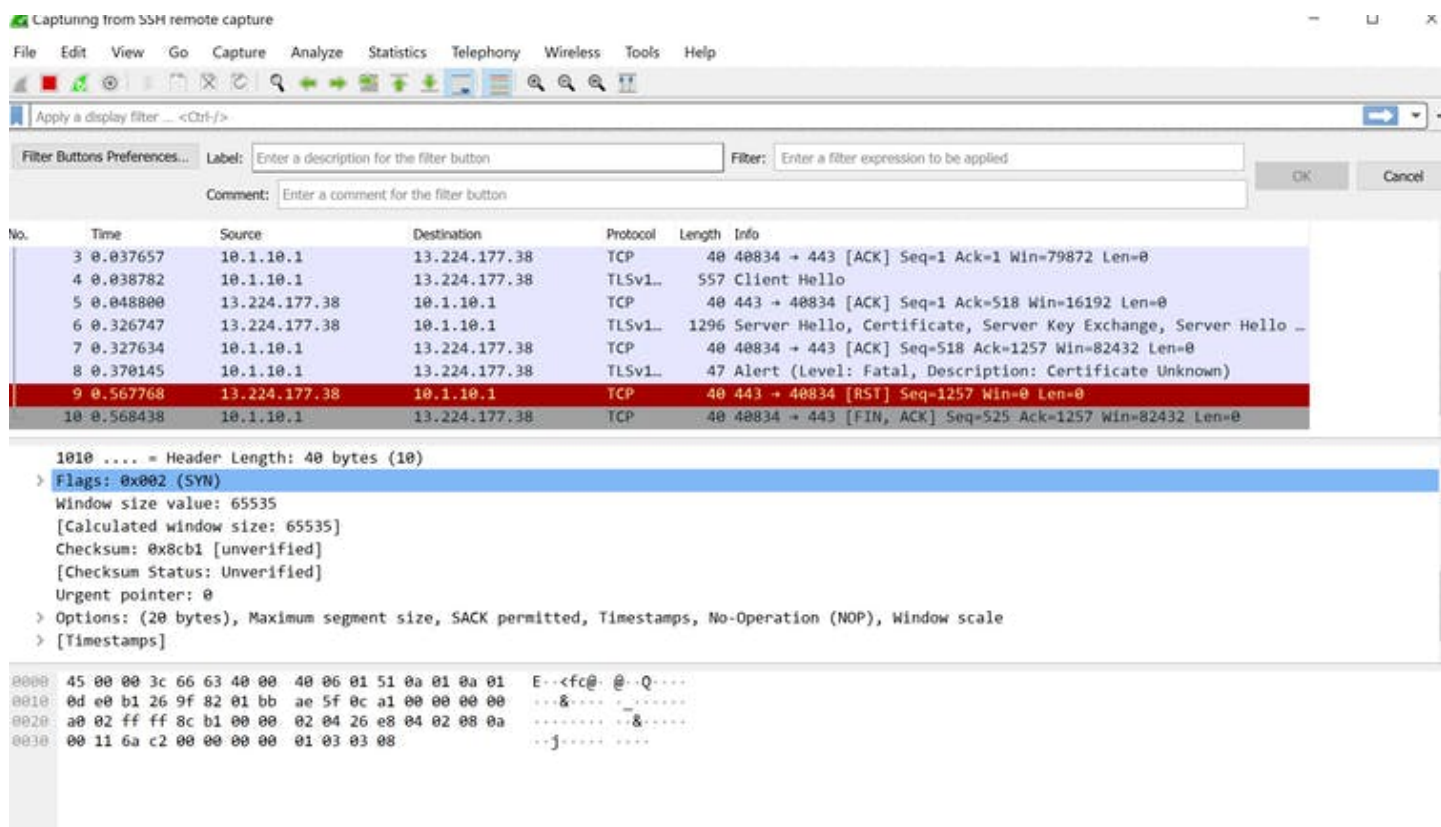 Capturing from SSH remote capture
File Edit View Go Capture Analyze Statistics Telephony Wireless Tools Help
Apply a display filter ... <Ctrl-/>
Filter Buttons Preferences... Label: Enter a description for the filter button Filter: Enter a filter expression to be applied OK Cancel
Comment: Enter a comment for the filter button
No. Time Source Destination Protocol Length Info
3 0.037657 10.1.10.1 13.224.177.38 TCP 40 40834 → 443 [ACK] Seq=1 Ack=1 Win=79872 Len=0
4 0.038782 10.1.10.1 13.224.177.38 TLSv1… 557 Client Hello
5 0.048800 13.224.177.38 10.1.10.1 TCP 40 443 → 40834 [ACK] Seq=1 Ack=518 Win=16192 Len=0
6 0.326747 13.224.177.38 10.1.10.1 TLSv1… 1296 Server Hello, Certificate, Server Key Exchange, Server Hello …
7 0.327634 10.1.10.1 13.224.177.38 TCP 40 40834 → 443 [ACK] Seq=518 Ack=1257 Win=82432 Len=0
8 0.370145 10.1.10.1 13.224.177.38 TLSv1… 47 Alert (Level: Fatal, Description: Certificate Unknown)
9 0.567768 13.224.177.38 10.1.10.1 TCP 40 443 → 40834 [RST] Seq=1257 Win=0 Len=0
10 0.568438 10.1.10.1 13.224.177.38 TCP 40 40834 → 443 [FIN, ACK] Seq=525 Ack=1257 Win=82432 Len=0
1010 .... = Header Length: 40 bytes (10)
> Flags: 0x002 (SYN)
Window size value: 65535
[Calculated window size: 65535]
Checksum: 0x8cb1 [unverified]
[Checksum Status: Unverified]
Urgent pointer: 0
> Options: (20 bytes), Maximum segment size, SACK permitted, Timestamps, No-Operation (NOP), Window scale
> [Timestamps]
0000 45 00 00 3c 66 63 40 00 40 06 01 51 0a 01 0a 01 E··<fc@· @··Q····
0010 0d e0 b1 26 9f 82 01 bb ae 5f 0c a1 00 00 00 00 ···&···· ·_······
0020 a0 02 ff ff 8c b1 00 00 02 04 26 e8 04 02 08 0a ········ ··&·····
0030 00 11 6a c2 00 00 00 00 01 03 03 08 ··j····· ····